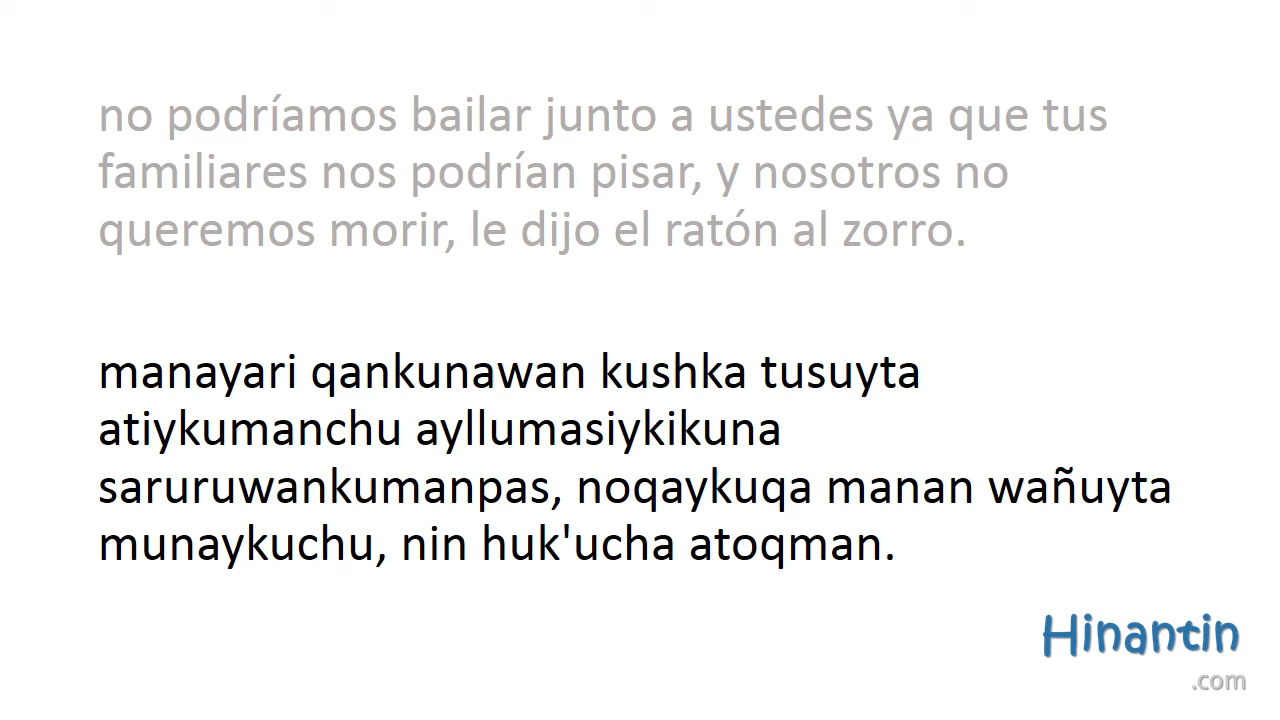 no podríamos bailar junto a ustedes ya que tus
familiares nos podrían pisar, y nosotros no
queremos morir, le dijo el ratón al zorro.
manayari qankunawan kushka tusuyta
atiykumanchu ayllumasiykikuna
saruruwankumanpas, noqaykuqa manan wañuyta
munaykuchu, nin huk'ucha atoqman.
Hinantin
.com